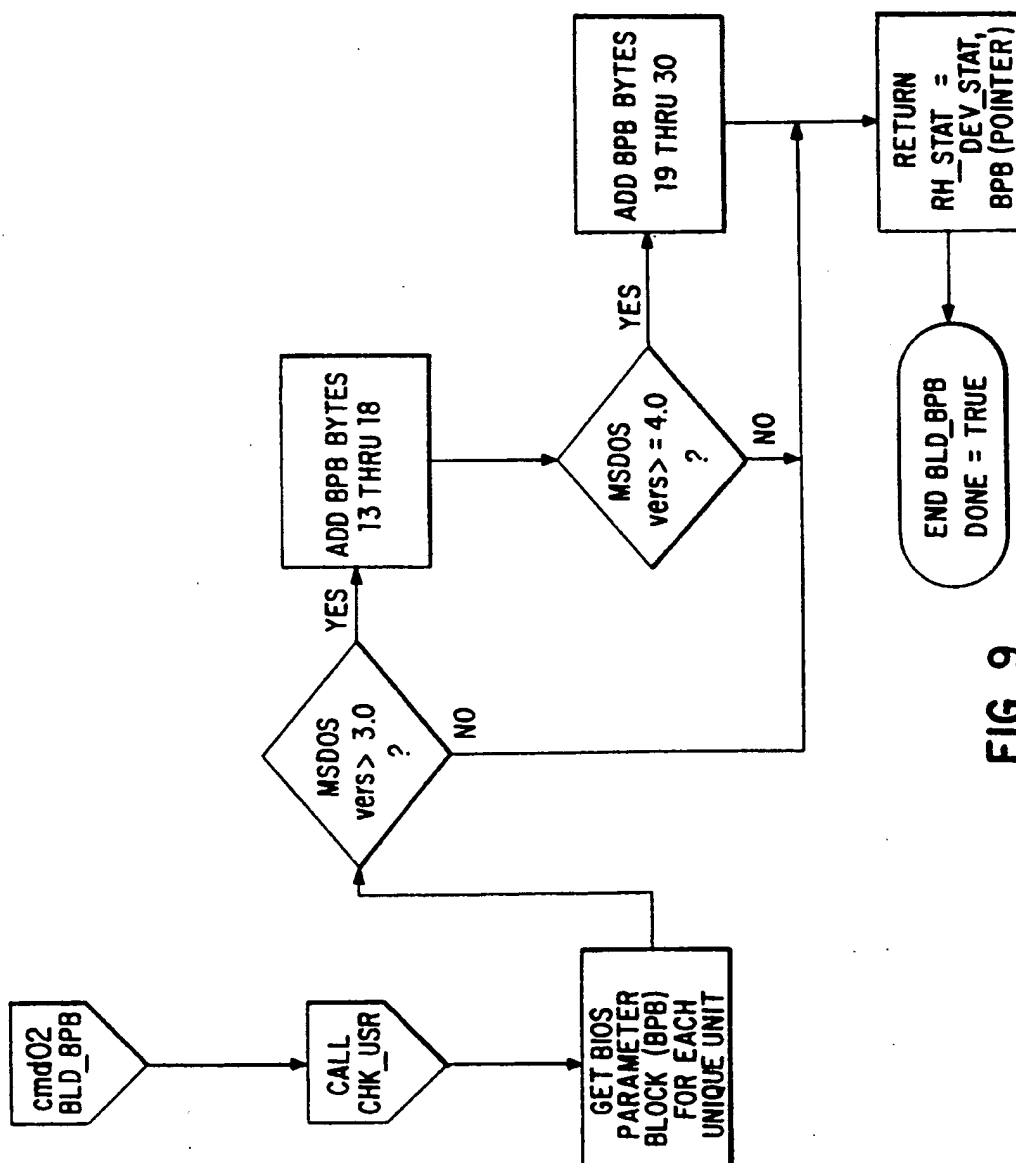 cmd02
BLD_BPB
CALL
CHK_USR
GET BIOS
PARAMETER
BLOCK (BPB)
FOR EACH
UNIQUE UNIT
MSDOS
vers> 3.0
?
YES
NO
ADD BPB BYTES
13 THRU 18
MSDOS
vers> = 4.0
?
YES
NO
ADD BPB BYTES
19 THRU 30
RETURN
RH_STAT =
DEV_STAT,
BPB (POINTER)
END BLD_BPB
DONE = TRUE
FIG 9